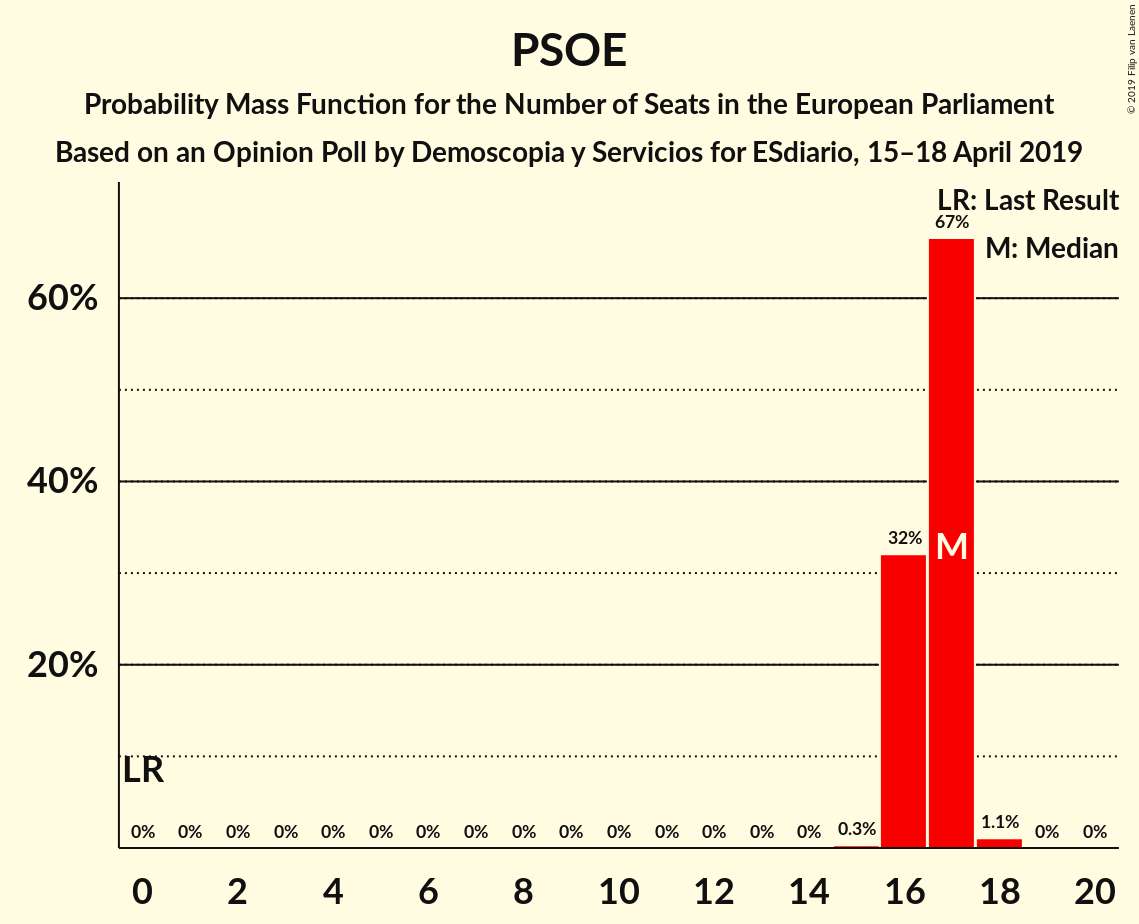 PSOE
Probability Mass Function for the Number of Seats in the European Parliament
Based on an Opinion Poll by Demoscopia y Servicios for ESdiario, 15–18 April 2019
© 2019 Filip van Laenen
LR: Last Result
M: Median
60%
40%
20%
67%
32%
M
LR
0% 0% 0% 0% 0% 0% 0% 0% 0% 0% 0% 0% 0% 0% 0% 0.3% 1.1% 0% 0%
0 2 4 6 8 10 12 14 16 18 20